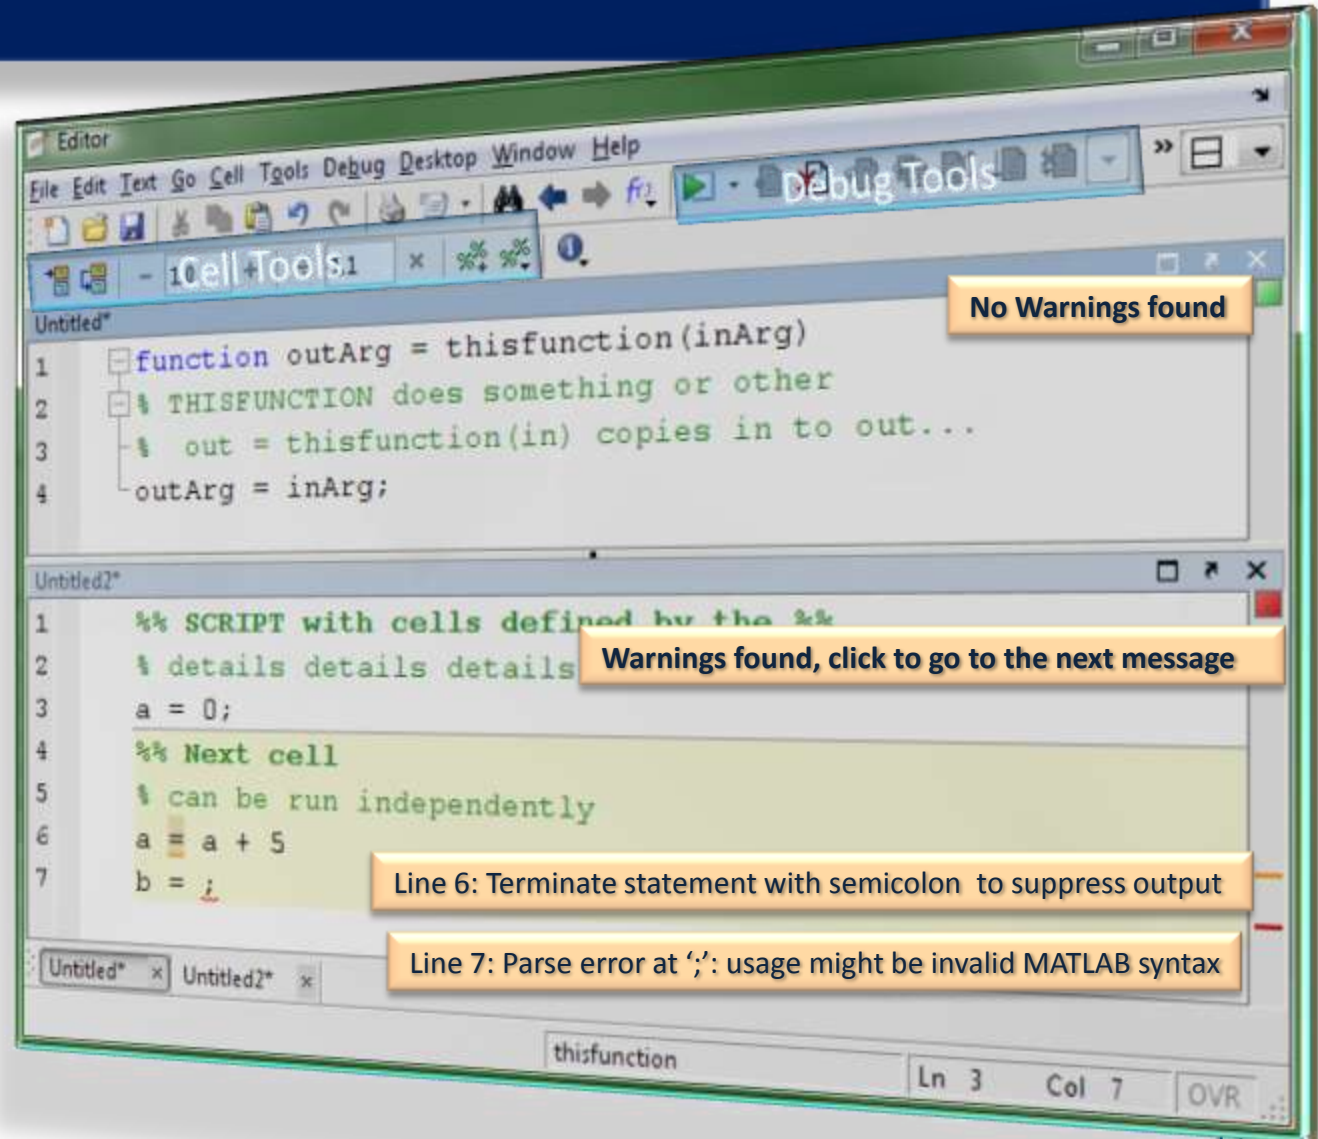 Editor
File Edit Text Go Cell Tools Debug Desktop Window Help
Debug Tools
Cell Tools
Untitled*
No Warnings found
1 function outArg = thisfunction(inArg)
2 % THISFUNCTION does something or other
3 % out = thisfunction(in) copies in to out...
4 outArg = inArg;
Untitled2*
1 %% SCRIPT with cells defined by the %%
Warnings found, click to go to the next message
2 % details details details
3 a = 0;
4 %% Next cell
5 % can be run independently
6 a = a + 5
7 b = ;
Line 6: Terminate statement with semicolon to suppress output
Line 7: Parse error at ‘;’: usage might be invalid MATLAB syntax
Untitled* × Untitled2* ×
thisfunction
Ln 3 Col 7 OVR